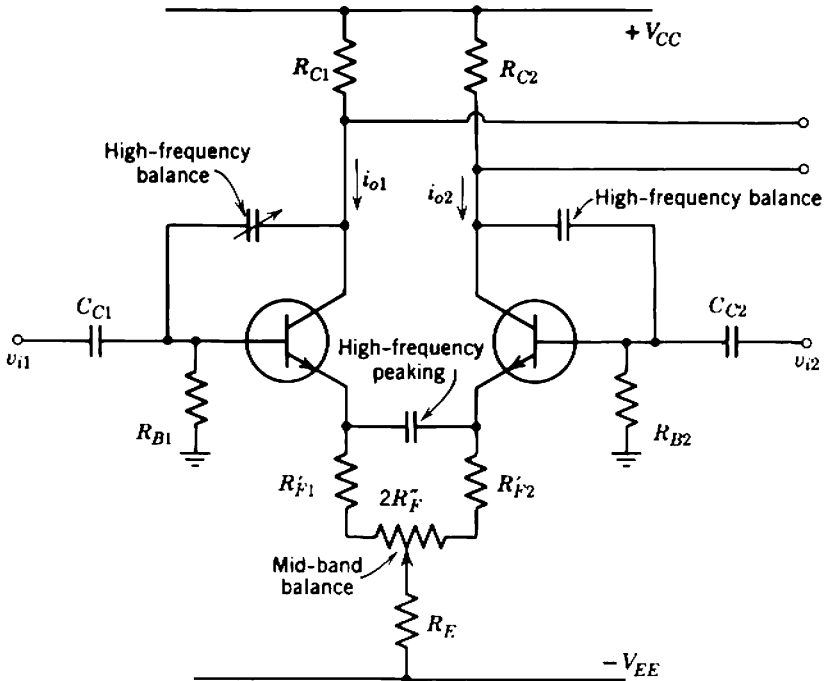 + V_CC
R_C1
R_C2
High-frequency
balance
i_o1
i_o2
High-frequency balance
C_C1
C_C2
v_i1
v_i2
High-frequency
peaking
R_B1
R_B2
R'_F1
R'_F2
2R''_F
Mid-band
balance
R_E
− V_EE